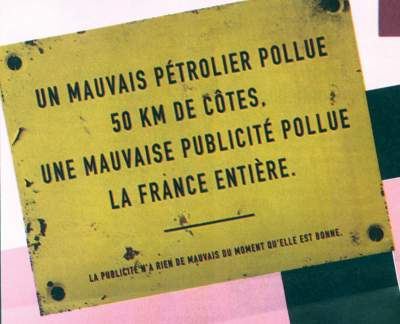 UN MAUVAIS PÉTROLIER POLLUE
50 KM DE CÔTES,
UNE MAUVAISE PUBLICITÉ POLLUE
LA FRANCE ENTIÈRE.
LA PUBLICITÉ N'A RIEN DE MAUVAIS DU MOMENT QU'ELLE EST BONNE.